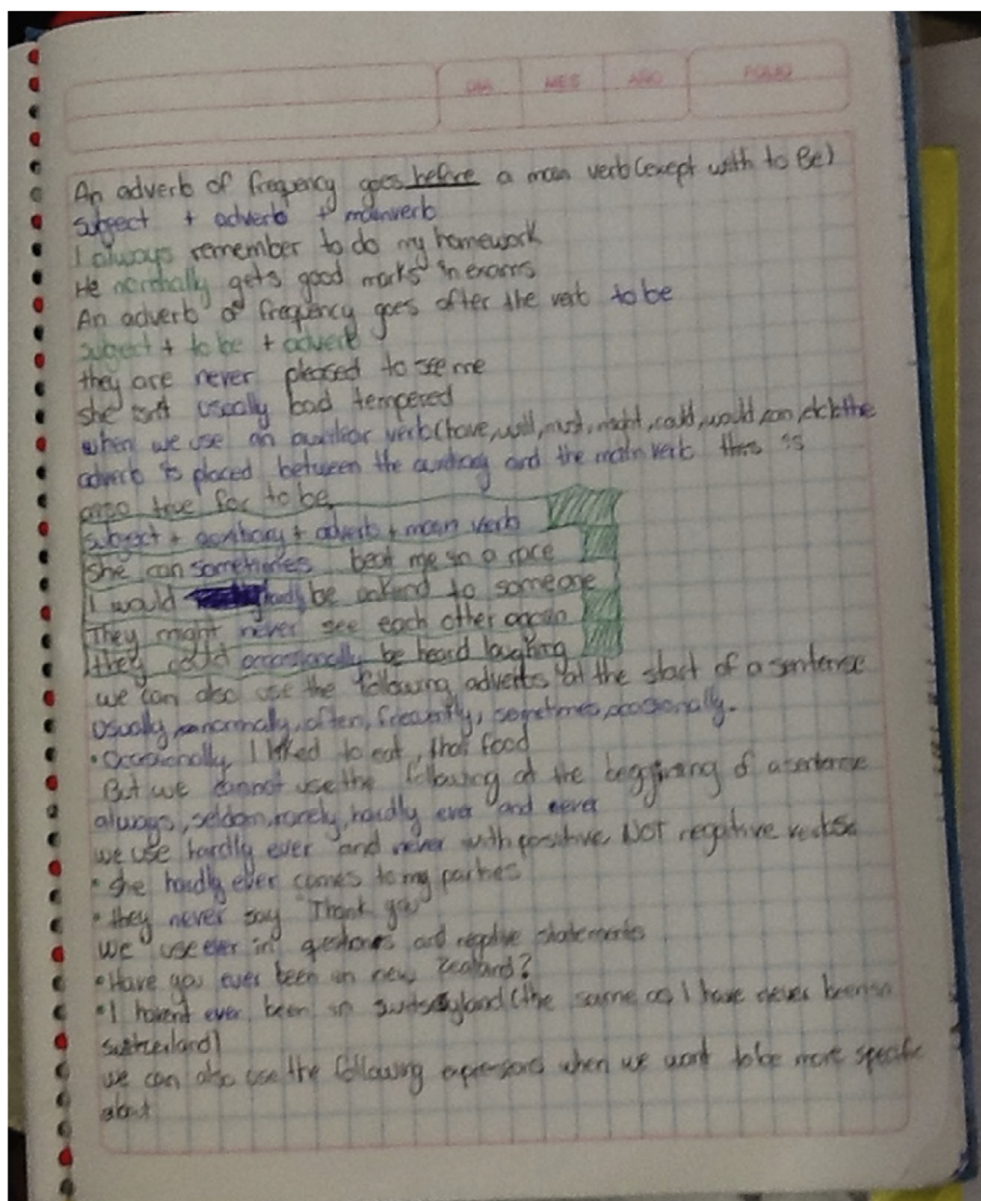 DIA MES AÑO FOLIO
An adverb of frequency goes before a main verb (except with to Be)
subject + adverb + mainverb
I always remember to do my homework
He normally gets good marks in exams
An adverb of frequency goes after the verb to be
subject + to be + adverb
they are never pleased to see me
she isn't usually bad tempered
when we use an auxiliar verb (have, will, must, might, could, would, can, etc) the
adverb is placed between the auxiliary and the main verb this is
also true for to be
subject + auxiliary + adverb + main verb
she can sometimes beat me in a race
I would hardly be unkind to someone
They might never see each other again
they could occasionally be heard laughing
we can also use the following adverbs at the start of a sentence
Usually, normally, often, frecuently, sometimes, occasionally.
• Occasionally, I liked to eat, that food
But we cannot use the following at the beggining of a sentence
always, seldom, rarely, hardly ever and never
we use hardly ever and never with positive, NOT negative verbs
• she hardly ever comes to my parties
• they never say "Thank you"
we use ever in questions and negative statements
• Have you ever been in new Zealand?
• I havent ever been in (the same as I have never been in
Switzerland)
we can also use the following expresions when we want to be more specific
about